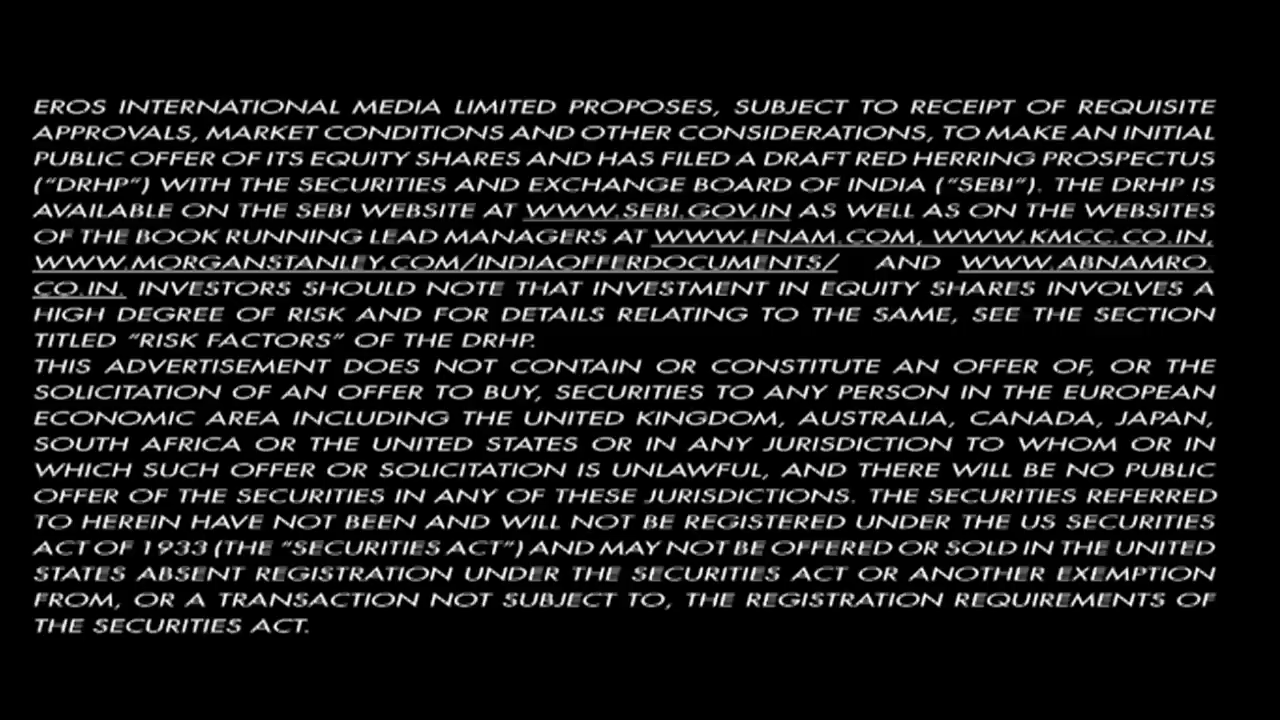 EROS INTERNATIONAL MEDIA LIMITED PROPOSES, SUBJECT TO RECEIPT OF REQUISITE
APPROVALS, MARKET CONDITIONS AND OTHER CONSIDERATIONS, TO MAKE AN INITIAL
PUBLIC OFFER OF ITS EQUITY SHARES AND HAS FILED A DRAFT RED HERRING PROSPECTUS
("DRHP") WITH THE SECURITIES AND EXCHANGE BOARD OF INDIA ("SEBI"). THE DRHP IS
AVAILABLE ON THE SEBI WEBSITE AT WWW.SEBI.GOV.IN AS WELL AS ON THE WEBSITES
OF THE BOOK RUNNING LEAD MANAGERS AT WWW.ENAM.COM, WWW.KMCC.CO.IN,
WWW.MORGANSTANLEY.COM/INDIAOFFERDOCUMENTS/ AND WWW.ABNAMRO.
CO.IN. INVESTORS SHOULD NOTE THAT INVESTMENT IN EQUITY SHARES INVOLVES A
HIGH DEGREE OF RISK AND FOR DETAILS RELATING TO THE SAME, SEE THE SECTION
TITLED "RISK FACTORS" OF THE DRHP.
THIS ADVERTISEMENT DOES NOT CONTAIN OR CONSTITUTE AN OFFER OF, OR THE
SOLICITATION OF AN OFFER TO BUY, SECURITIES TO ANY PERSON IN THE EUROPEAN
ECONOMIC AREA INCLUDING THE UNITED KINGDOM, AUSTRALIA, CANADA, JAPAN,
SOUTH AFRICA OR THE UNITED STATES OR IN ANY JURISDICTION TO WHOM OR IN
WHICH SUCH OFFER OR SOLICITATION IS UNLAWFUL, AND THERE WILL BE NO PUBLIC
OFFER OF THE SECURITIES IN ANY OF THESE JURISDICTIONS. THE SECURITIES REFERRED
TO HEREIN HAVE NOT BEEN AND WILL NOT BE REGISTERED UNDER THE US SECURITIES
ACT OF 1933 (THE "SECURITIES ACT") AND MAY NOT BE OFFERED OR SOLD IN THE UNITED
STATES ABSENT REGISTRATION UNDER THE SECURITIES ACT OR ANOTHER EXEMPTION
FROM, OR A TRANSACTION NOT SUBJECT TO, THE REGISTRATION REQUIREMENTS OF
THE SECURITIES ACT.